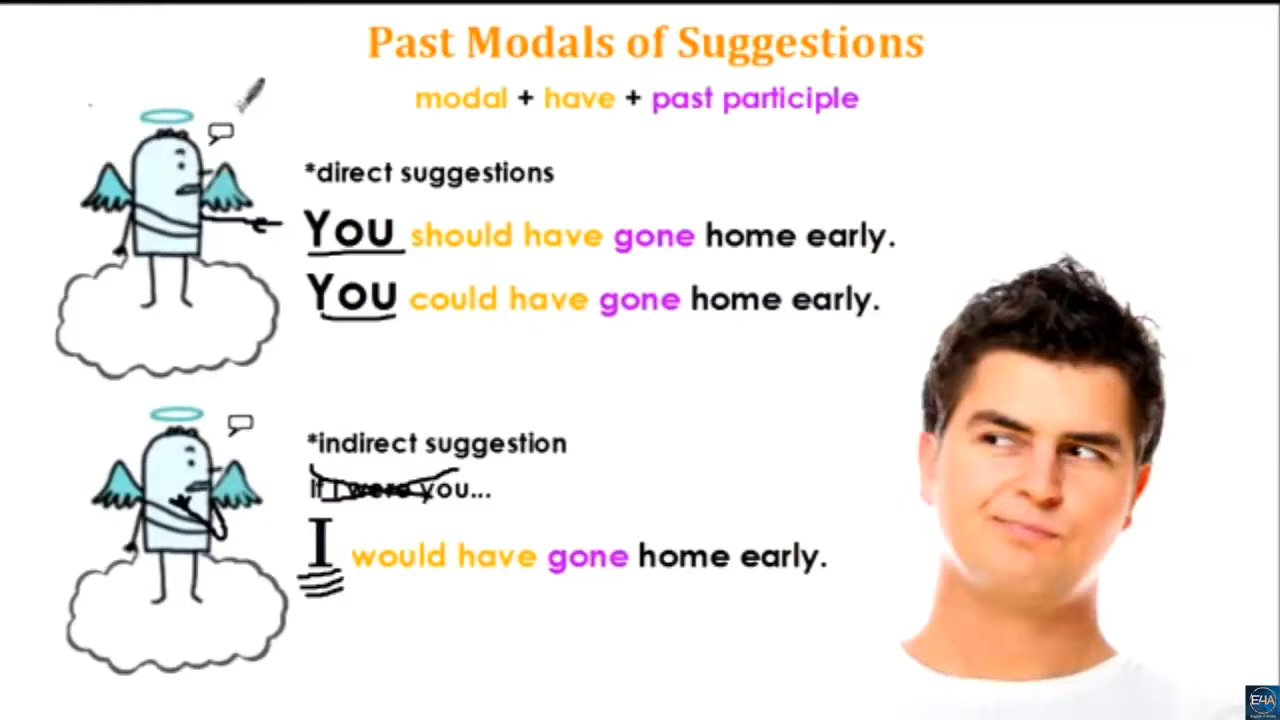 Past Modals of Suggestions
modal + have + past participle
*direct suggestions
You should have gone home early.
You could have gone home early.
*indirect suggestion
If I were you...
I would have gone home early.
E4A